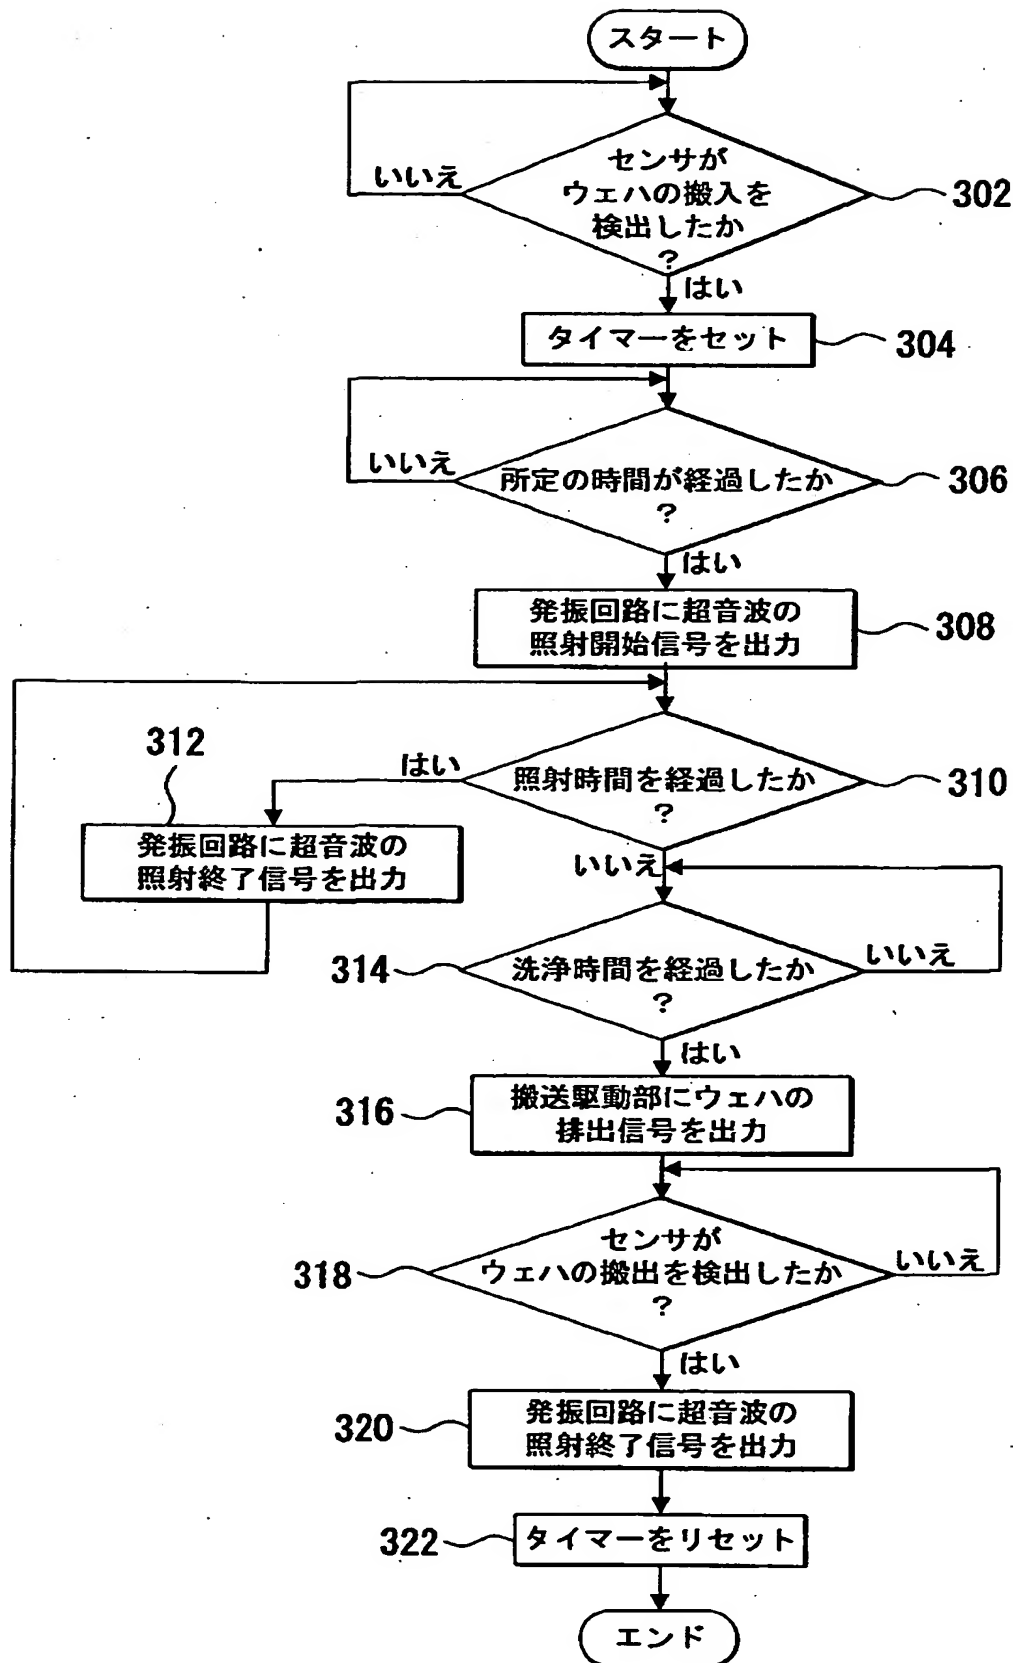 スタート
センサが
ウェハの搬入を
検出したか
?
いいえ
302
はい
タイマーをセット
304
いいえ
所定の時間が経過したか
?
306
はい
発振回路に超音波の
照射開始信号を出力
308
312
はい
照射時間を経過したか
?
310
発振回路に超音波の
照射終了信号を出力
いいえ
314
洗浄時間を経過したか
?
いいえ
はい
316
搬送駆動部にウェハの
排出信号を出力
318
センサが
ウェハの搬出を検出したか
?
いいえ
はい
320
発振回路に超音波の
照射終了信号を出力
322
タイマーをリセット
エンド